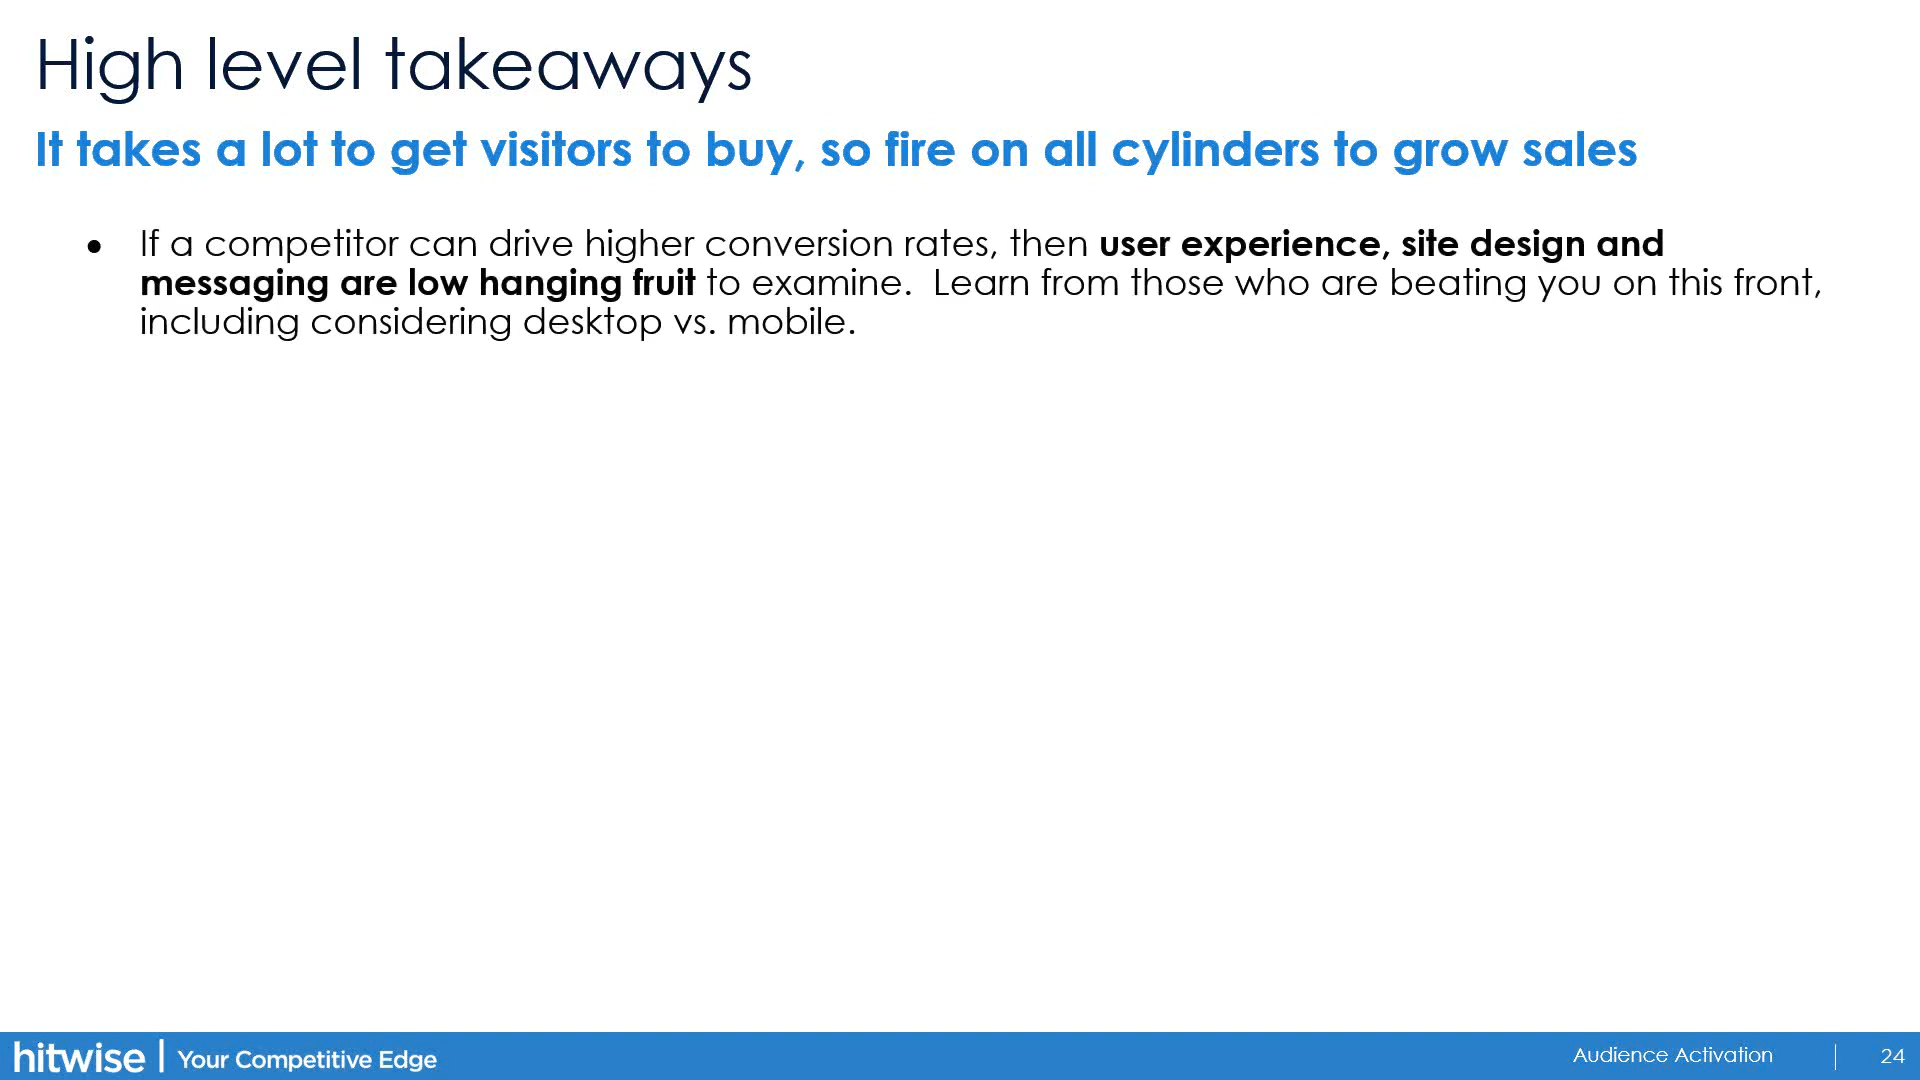 High level takeaways
It takes a lot to get visitors to buy, so fire on all cylinders to grow sales
● If a competitor can drive higher conversion rates, then user experience, site design and
messaging are low hanging fruit to examine.  Learn from those who are beating you on this front,
including considering desktop vs. mobile.
hitwise | Your Competitive Edge
Audience Activation | 24